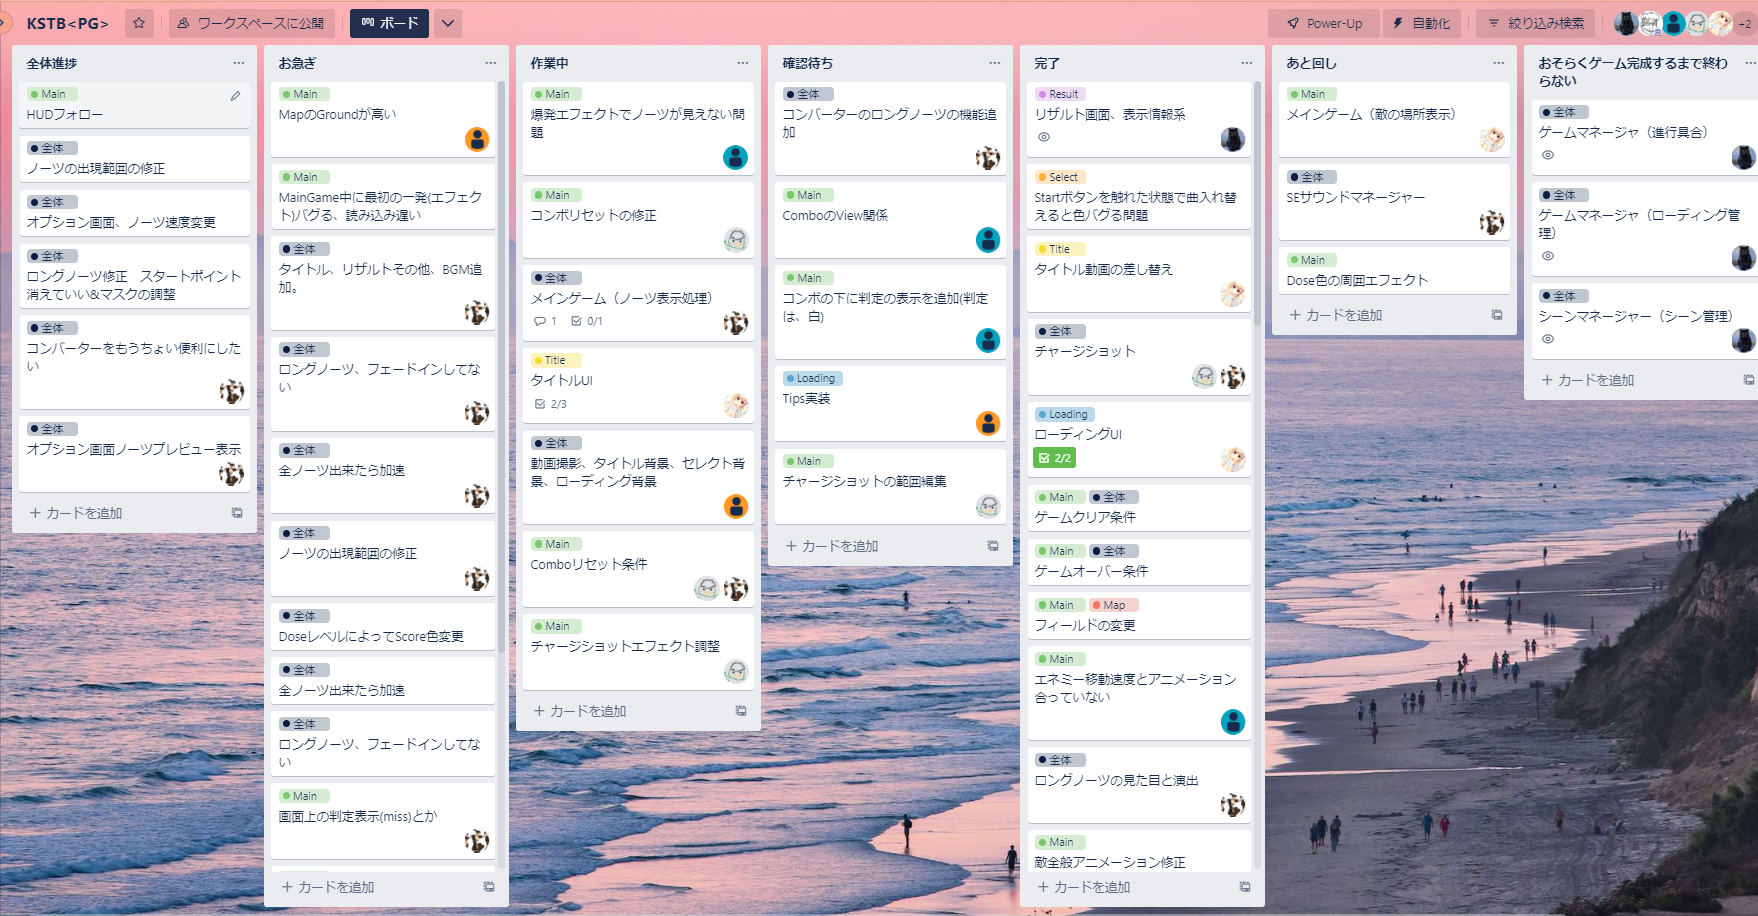 KSTB<PG>
ワークスペースに公開
ボード
Power-Up
自動化
絞り込み検索
+2
全体進捗
Main
HUDフォロー
全体
ノーツの出現範囲の修正
全体
オプション画面、ノーツ速度変更
全体
ロングノーツ修正　スタートポイント
消えていい&マスクの調整
全体
コンバーターをもうちょい便利にした
い
全体
オプション画面ノーツプレビュー表示
+ カードを追加
お急ぎ
Main
MapのGroundが高い
Main
MainGame中に最初の一発(エフェク
ト)バグる、読み込み遅い
全体
タイトル、リザルトその他、BGM追
加。
全体
ロングノーツ、フェードインしてな
い
全体
全ノーツ出来たら加速
全体
ノーツの出現範囲の修正
全体
DoseレベルによってScore色変更
全体
全ノーツ出来たら加速
全体
ロングノーツ、フェードインしてな
い
Main
画面上の判定表示(miss)とか
+ カードを追加
作業中
Main
爆発エフェクトでノーツが見えない問
題
Main
コンボリセットの修正
全体
メインゲーム（ノーツ表示処理）
1 0/1
Title
タイトルUI
2/3
全体
動画撮影、タイトル背景、セレクト背
景、ローディング背景
Main
Comboリセット条件
Main
チャージショットエフェクト調整
+ カードを追加
確認待ち
全体
コンバーターのロングノーツの機能追
加
Main
ComboのView関係
Main
コンボの下に判定の表示を追加(判定
は、白)
Loading
Tips実装
Main
チャージショットの範囲編集
+ カードを追加
完了
Result
リザルト画面、表示情報系
Select
Startボタンを触れた状態で曲入れ替
えると色バグる問題
Title
タイトル動画の差し替え
全体
チャージショット
Loading
ローディングUI
2/2
Main 全体
ゲームクリア条件
Main 全体
ゲームオーバー条件
Main Map
フィールドの変更
Main
エネミー移動速度とアニメーション
合っていない
全体
ロングノーツの見た目と演出
Main
敵全般アニメーション修正
+ カードを追加
あと回し
Main
メインゲーム（敵の場所表示）
全体
SEサウンドマネージャー
Main
Dose色の周囲エフェクト
+ カードを追加
おそらくゲーム完成するまで終わ
らない
全体
ゲームマネージャ（進行具合）
全体
ゲームマネージャ（ローディング管
理）
全体
シーンマネージャー（シーン管理）
+ カードを追加